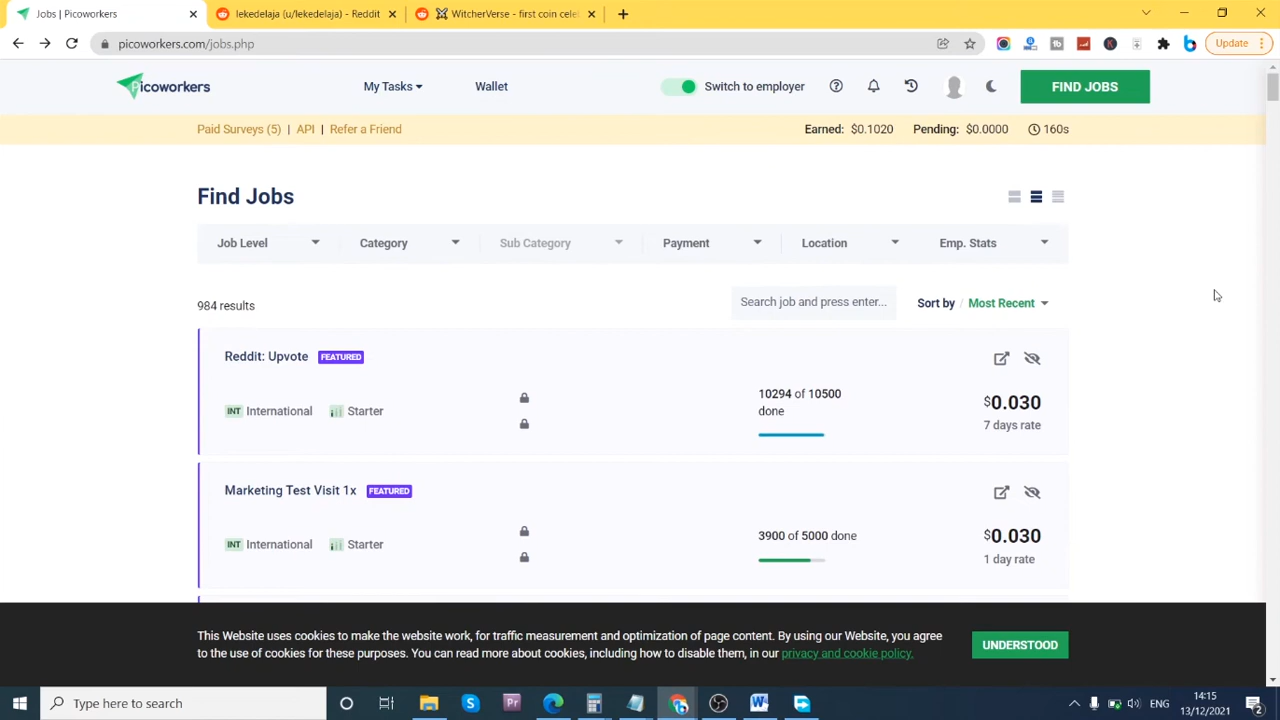 Jobs | Picoworkers
lekedelaja (u/lekedelaja) - Reddit
WitcherVerse - first coin cele
picoworkers.com/jobs.php
Update
Picoworkers
My Tasks
Wallet
Switch to employer
FIND JOBS
Paid Surveys (5) | API | Refer a Friend
Earned: $0.1020 Pending: $0.0000 160s
Find Jobs
Job Level
Category
Sub Category
Payment
Location
Emp. Stats
984 results
Search job and press enter...
Sort by / Most Recent
Reddit: Upvote FEATURED
INT International Starter
10294 of 10500
done
$0.030
7 days rate
Marketing Test Visit 1x FEATURED
INT International Starter
3900 of 5000 done
$0.030
1 day rate
This Website uses cookies to make the website work, for traffic measurement and optimization of page content. By using our Website, you agree
to the use of cookie for those purposes. You can read more about cookies, including how to disable them, in our privacy and cookie policy.
UNDERSTOOD
Type here to search
ENG
14:15
13/12/2021
2